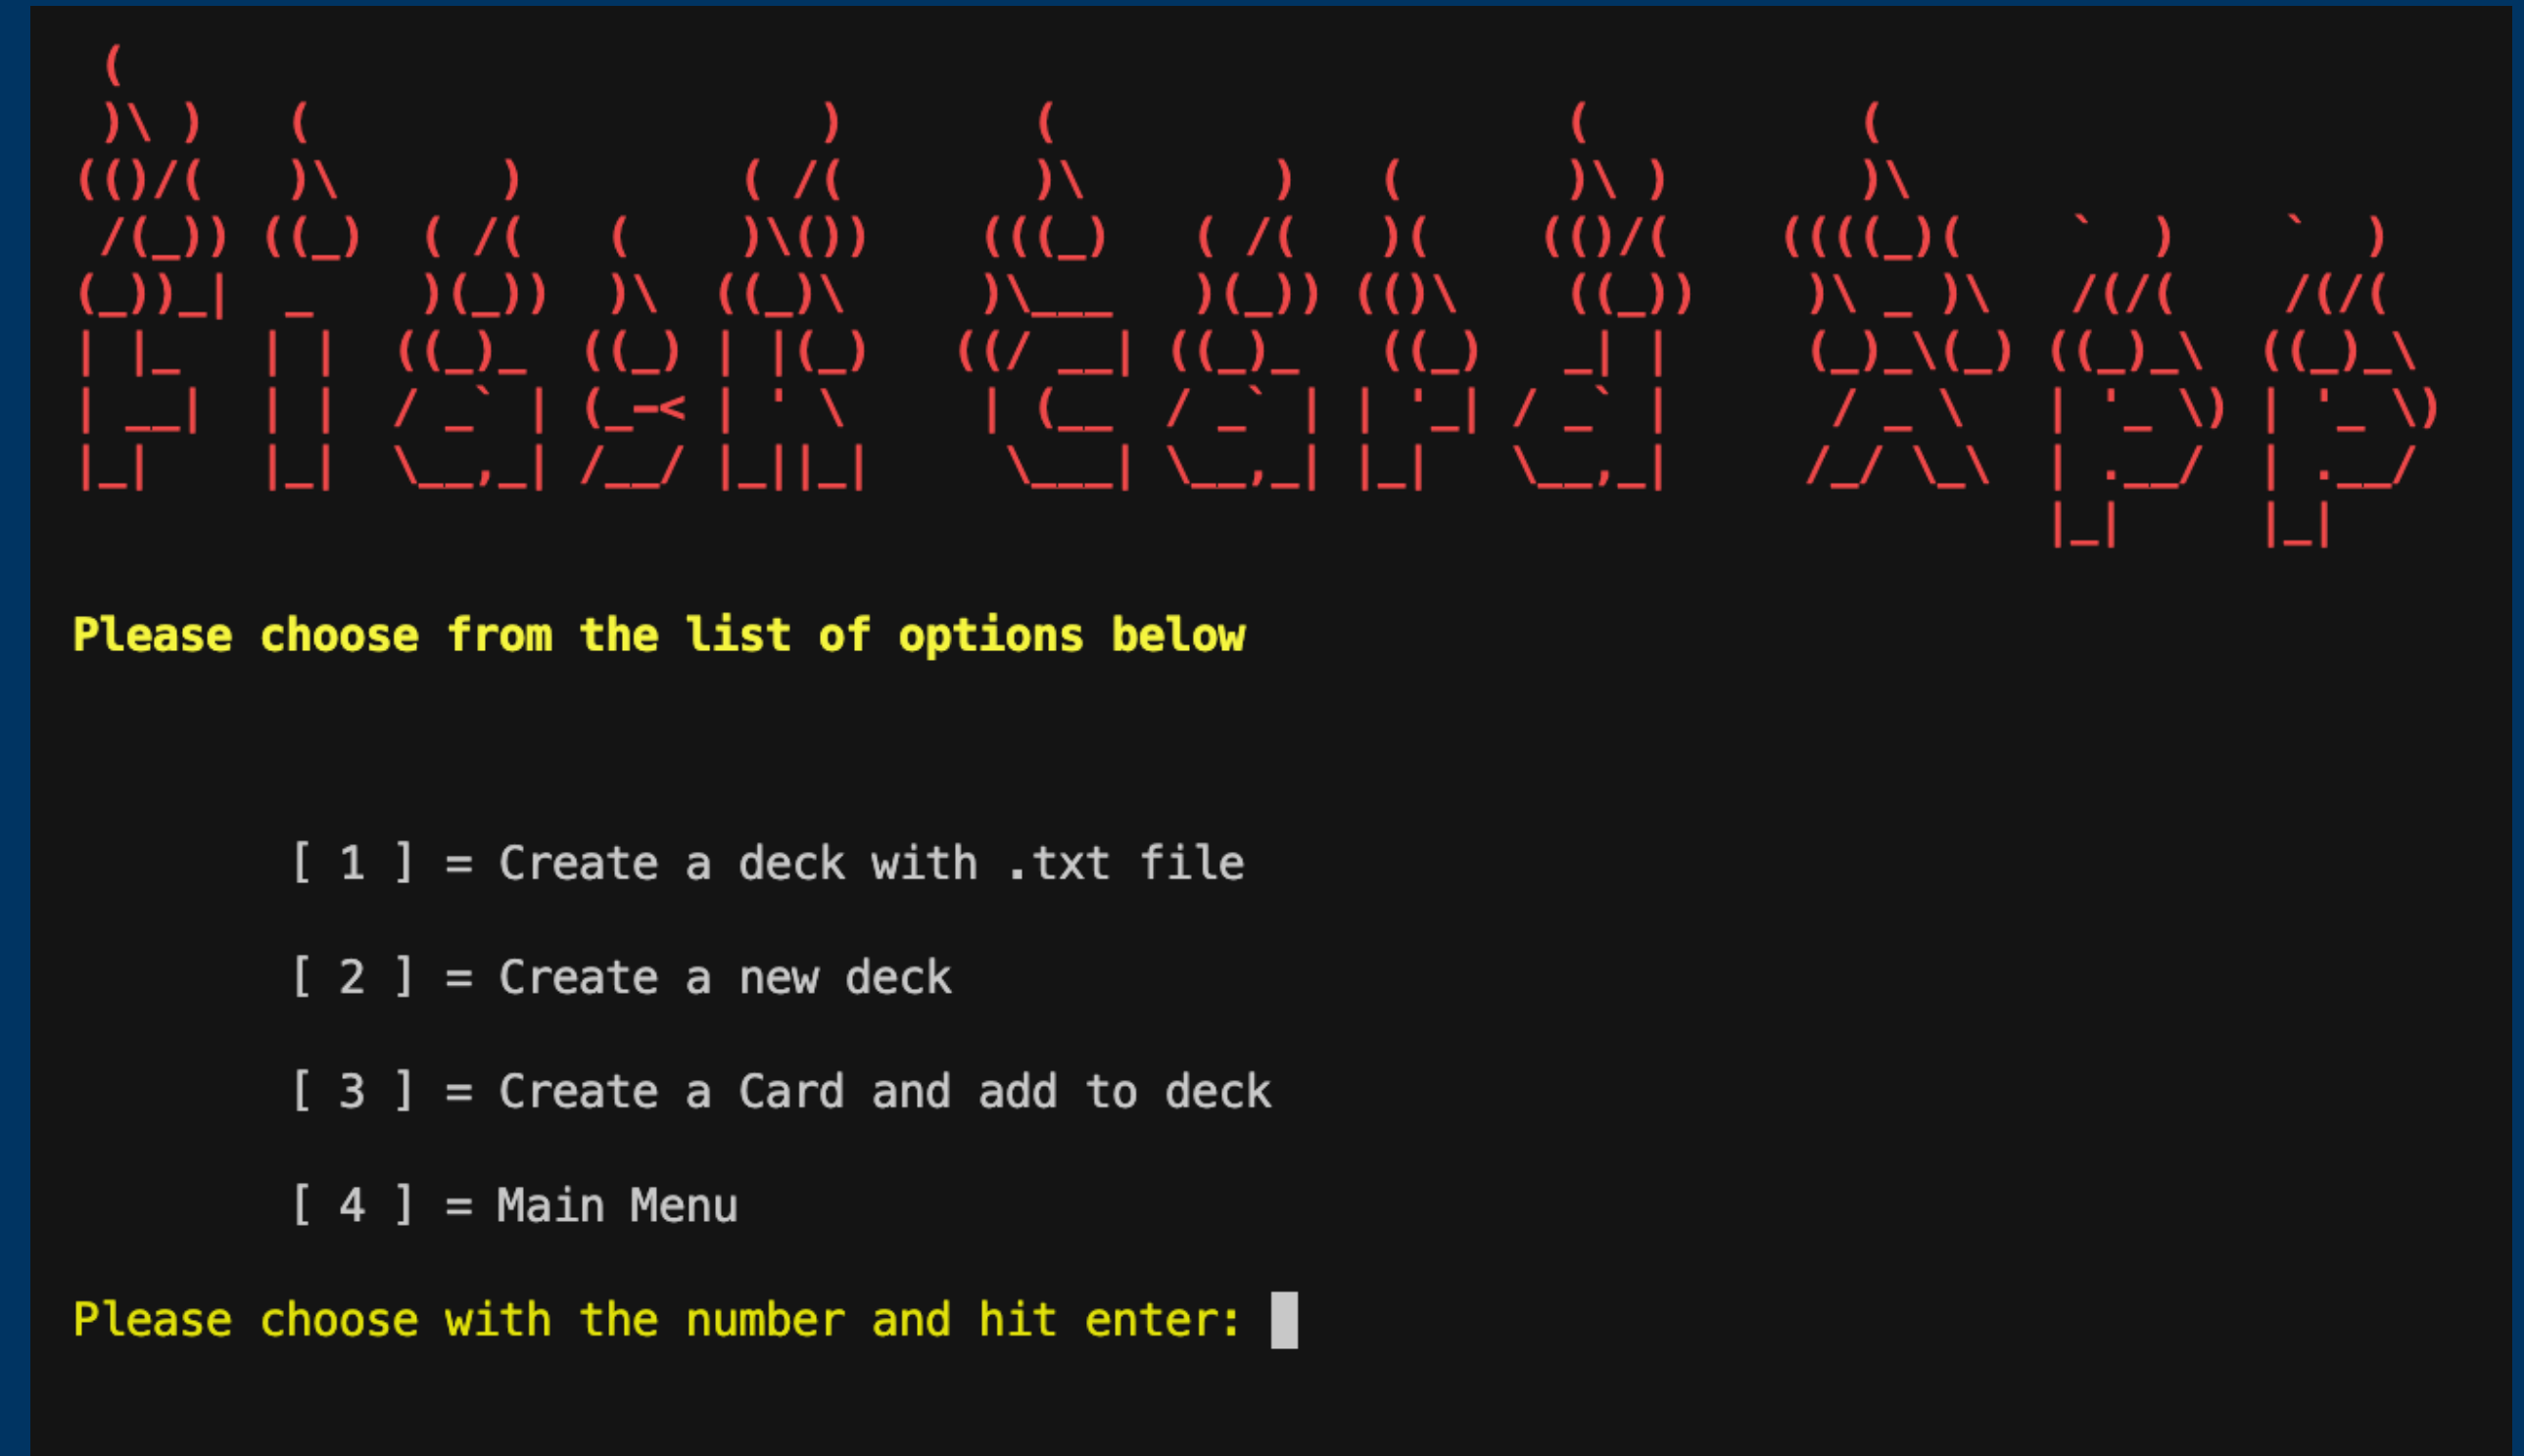 Flash Card App
Please choose from the list of options below
[ 1 ] = Create a deck with .txt file
[ 2 ] = Create a new deck
[ 3 ] = Create a Card and add to deck
[ 4 ] = Main Menu
Please choose with the number and hit enter: